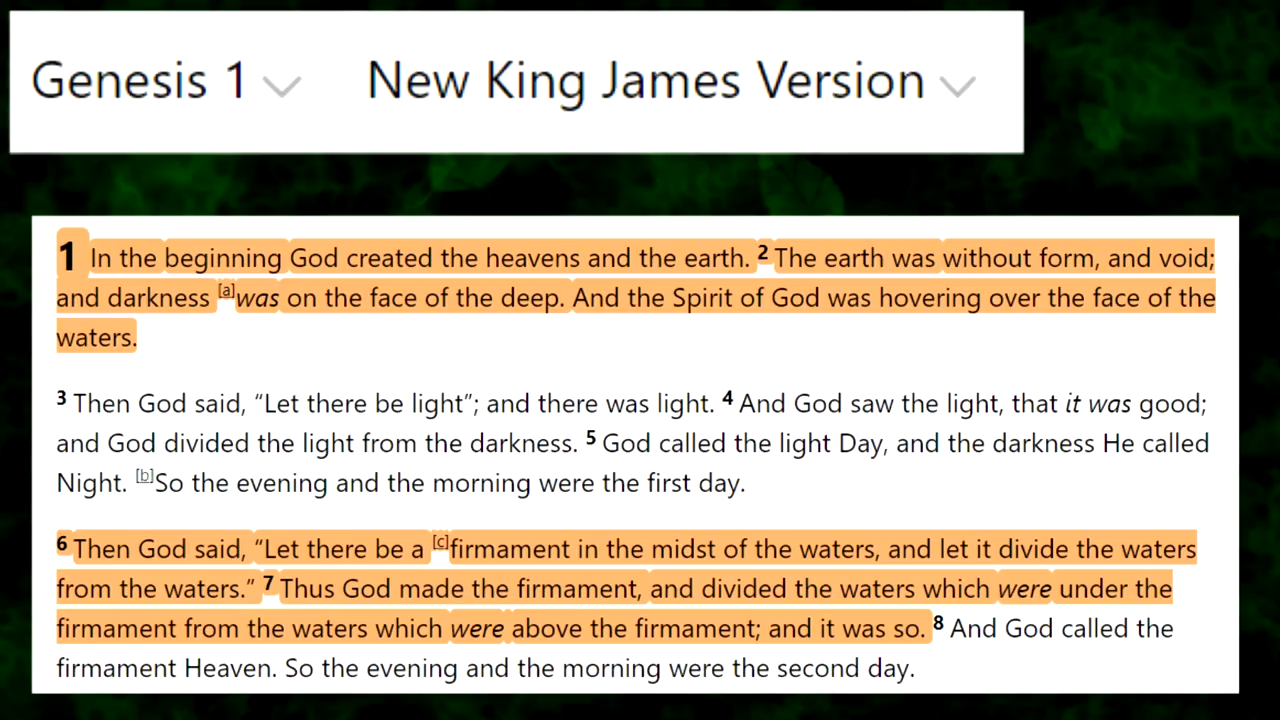 Genesis 1 New King James Version
1 In the beginning God created the heavens and the earth. 2 The earth was without form, and void;
and darkness [a]was on the face of the deep. And the Spirit of God was hovering over the face of the
waters.
3 Then God said, “Let there be light”; and there was light. 4 And God saw the light, that it was good;
and God divided the light from the darkness. 5 God called the light Day, and the darkness He called
Night. [b]So the evening and the morning were the first day.
6 Then God said, “Let there be a [c]firmament in the midst of the waters, and let it divide the waters
from the waters.” 7 Thus God made the firmament, and divided the waters which were under the
firmament from the waters which were above the firmament; and it was so. 8 And God called the
firmament Heaven. So the evening and the morning were the second day.